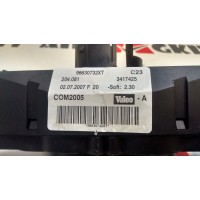 96630732XT C23
204.081 3417425
02.07.2007 F 20 -Soft: 2.30
COM2005 Valeo - A